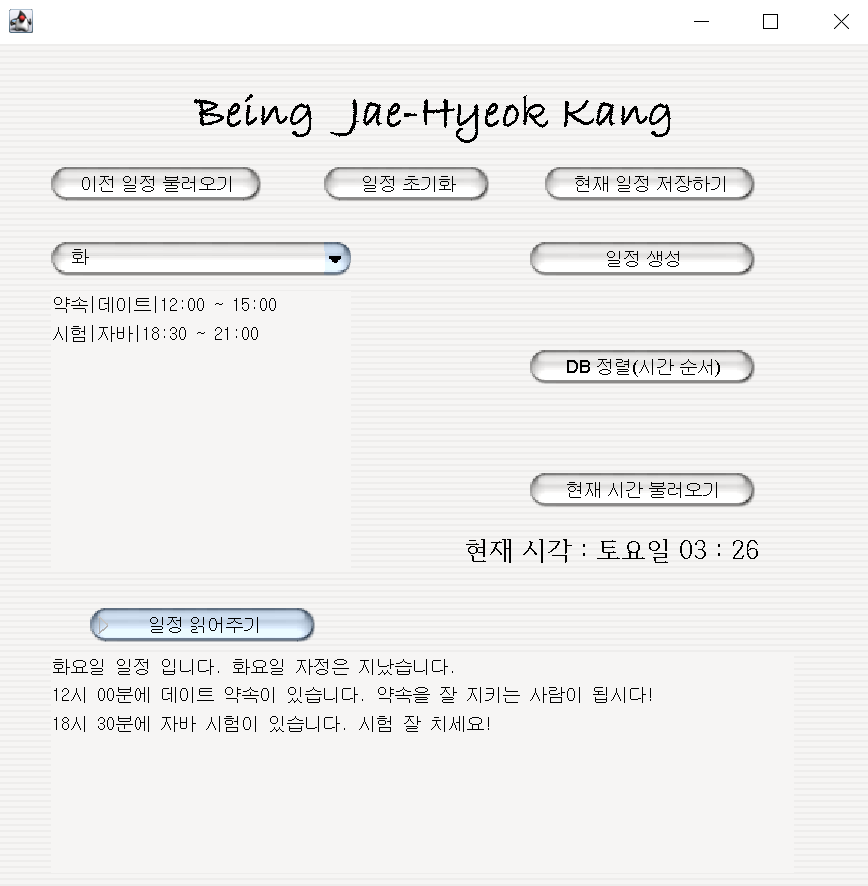 Being Jae-Hyeok Kang
이전 일정 불러오기 일정 초기화 현재 일정 저장하기
화 일정 생성
약속|데이트|12:00 ~ 15:00
시험|자바|18:30 ~ 21:00
DB 정렬(시간 순서)
현재 시간 불러오기
현재 시각 : 토요일 03 : 26
일정 읽어주기
화요일 일정 입니다. 화요일 자정은 지났습니다.
12시 00분에 데이트 약속이 있습니다. 약속을 잘 지키는 사람이 됩시다!
18시 30분에 자바 시험이 있습니다. 시험 잘 치세요!